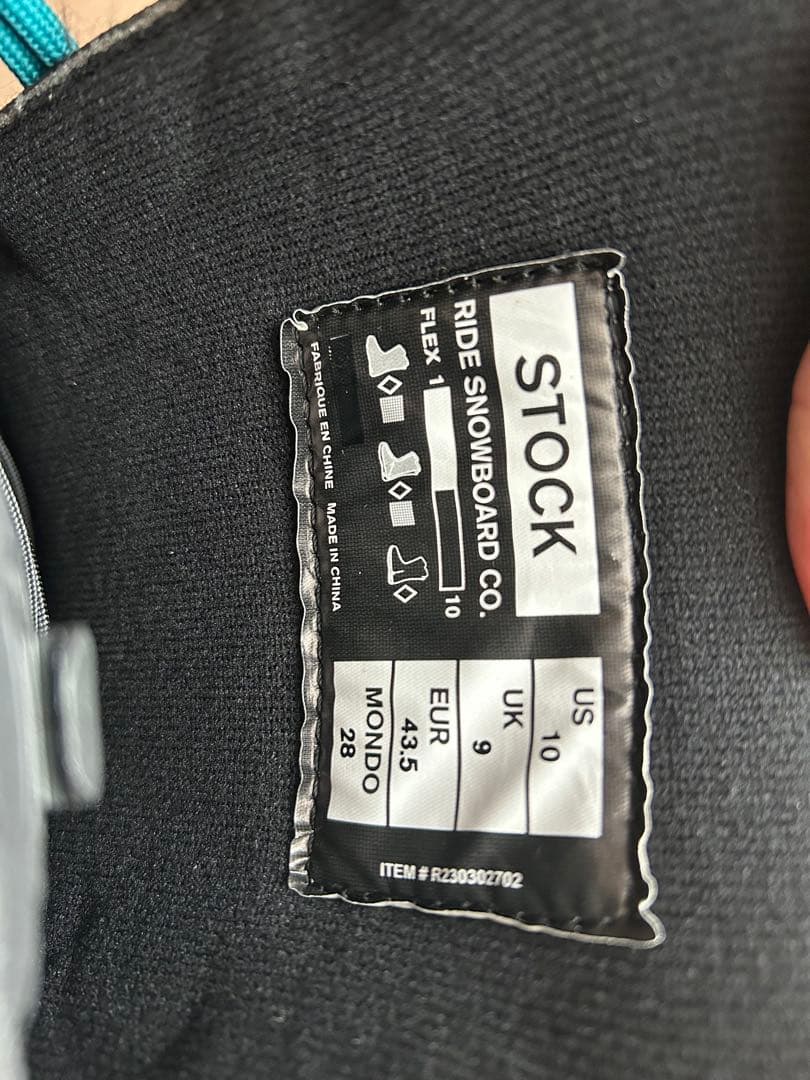 STOCK
RIDE SNOWBOARD CO.
FLEX 1 10
FABRIQUE EN CHINE MADE IN CHINA
US
10
UK
9
EUR
43.5
MONDO
28
ITEM # R230302702